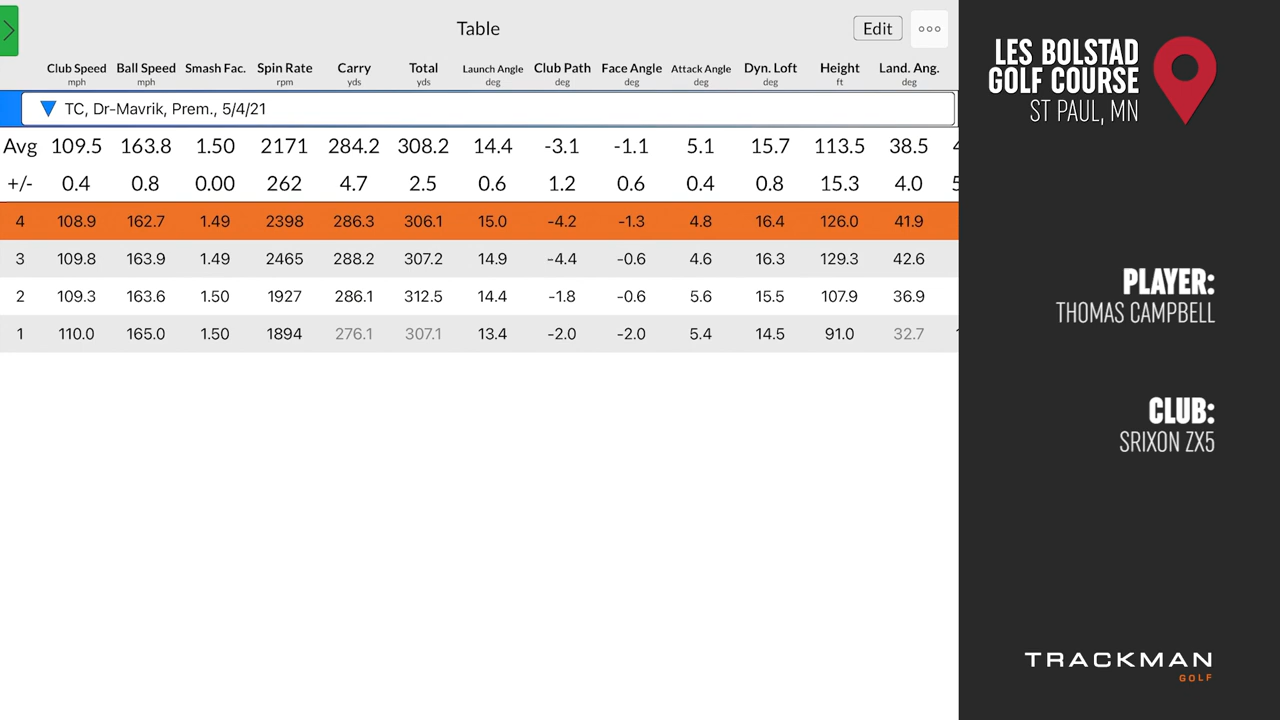 Table
Edit
Club Speed Ball Speed Smash Fac. Spin Rate Carry Total Launch Angle Club Path Face Angle Attack Angle Dyn. Loft Height Land. Ang.
mph mph rpm yds yds deg deg deg deg deg ft deg
TC, Dr-Mavrik, Prem., 5/4/21
Avg 109.5 163.8 1.50 2171 284.2 308.2 14.4 -3.1 -1.1 5.1 15.7 113.5 38.5
+/- 0.4 0.8 0.00 262 4.7 2.5 0.6 1.2 0.6 0.4 0.8 15.3 4.0
4 108.9 162.7 1.49 2398 286.3 306.1 15.0 -4.2 -1.3 4.8 16.4 126.0 41.9
3 109.8 163.9 1.49 2465 288.2 307.2 14.9 -4.4 -0.6 4.6 16.3 129.3 42.6
2 109.3 163.6 1.50 1927 286.1 312.5 14.4 -1.8 -0.6 5.6 15.5 107.9 36.9
1 110.0 165.0 1.50 1894 276.1 307.1 13.4 -2.0 -2.0 5.4 14.5 91.0 32.7
LES BOLSTAD
GOLF COURSE
ST PAUL, MN
PLAYER:
THOMAS CAMPBELL
CLUB:
SRIXON ZX5
TRACKMAN
GOLF